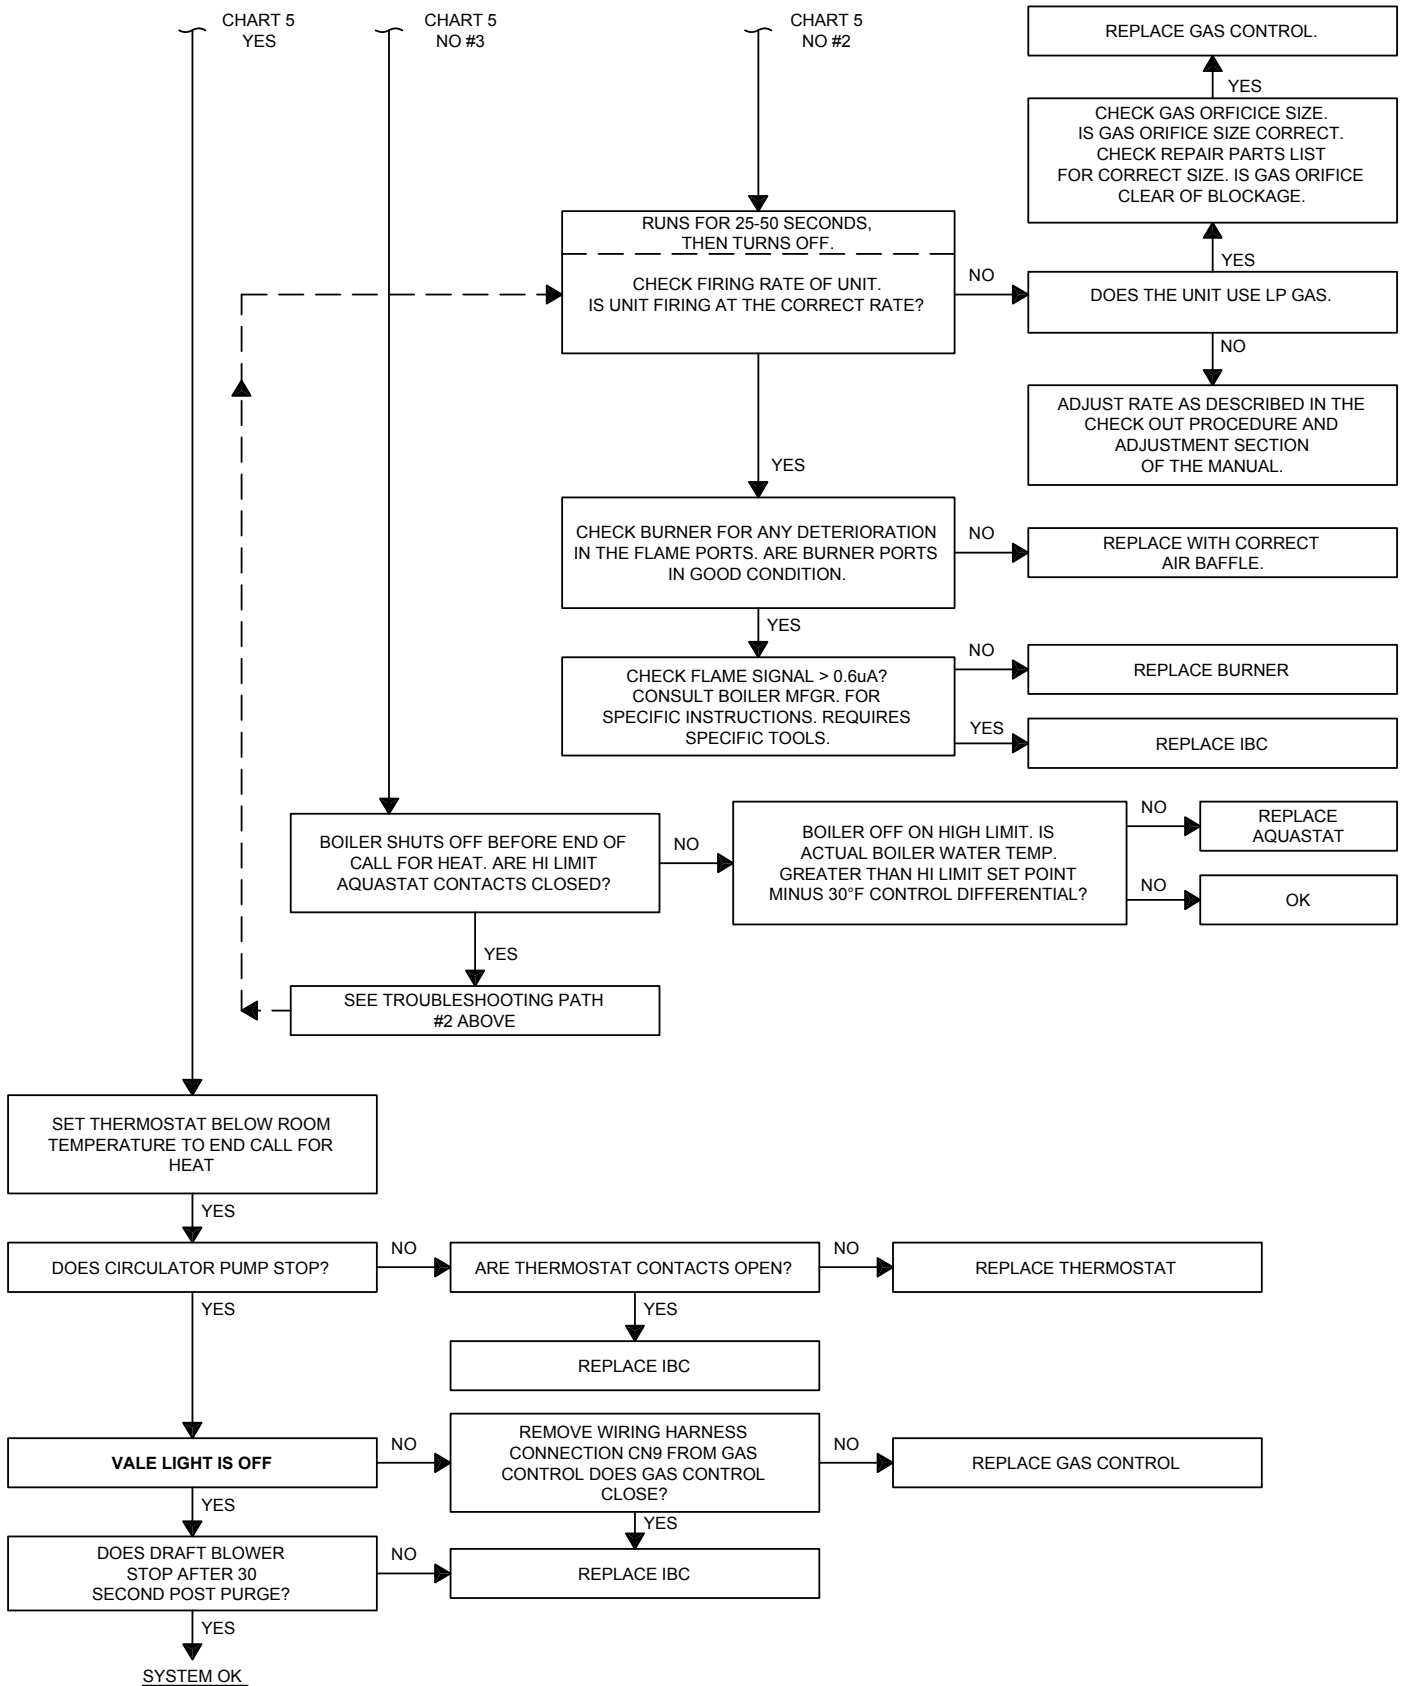 CHART 5
YES
CHART 5
NO #3
CHART 5
NO #2
REPLACE GAS CONTROL.
YES
CHECK GAS ORFICICE SIZE.
IS GAS ORIFICE SIZE CORRECT.
CHECK REPAIR PARTS LIST
FOR CORRECT SIZE. IS GAS ORIFICE
CLEAR OF BLOCKAGE.
YES
RUNS FOR 25-50 SECONDS,
THEN TURNS OFF.
CHECK FIRING RATE OF UNIT.
IS UNIT FIRING AT THE CORRECT RATE?
NO
DOES THE UNIT USE LP GAS.
NO
ADJUST RATE AS DESCRIBED IN THE
CHECK OUT PROCEDURE AND
ADJUSTMENT SECTION
OF THE MANUAL.
YES
CHECK BURNER FOR ANY DETERIORATION
IN THE FLAME PORTS. ARE BURNER PORTS
IN GOOD CONDITION.
NO
REPLACE WITH CORRECT
AIR BAFFLE.
YES
CHECK FLAME SIGNAL > 0.6uA?
CONSULT BOILER MFGR. FOR
SPECIFIC INSTRUCTIONS. REQUIRES
SPECIFIC TOOLS.
NO
REPLACE BURNER
YES
REPLACE IBC
BOILER SHUTS OFF BEFORE END OF
CALL FOR HEAT. ARE HI LIMIT
AQUASTAT CONTACTS CLOSED?
NO
BOILER OFF ON HIGH LIMIT. IS
ACTUAL BOILER WATER TEMP.
GREATER THAN HI LIMIT SET POINT
MINUS 30°F CONTROL DIFFERENTIAL?
NO
REPLACE
AQUASTAT
NO
OK
YES
SEE TROUBLESHOOTING PATH
#2 ABOVE
SET THERMOSTAT BELOW ROOM
TEMPERATURE TO END CALL FOR
HEAT
YES
DOES CIRCULATOR PUMP STOP?
NO
ARE THERMOSTAT CONTACTS OPEN?
NO
REPLACE THERMOSTAT
YES
YES
REPLACE IBC
VALE LIGHT IS OFF
NO
REMOVE WIRING HARNESS
CONNECTION CN9 FROM GAS
CONTROL DOES GAS CONTROL
CLOSE?
NO
REPLACE GAS CONTROL
YES
YES
DOES DRAFT BLOWER
STOP AFTER 30
SECOND POST PURGE?
NO
REPLACE IBC
YES
SYSTEM OK